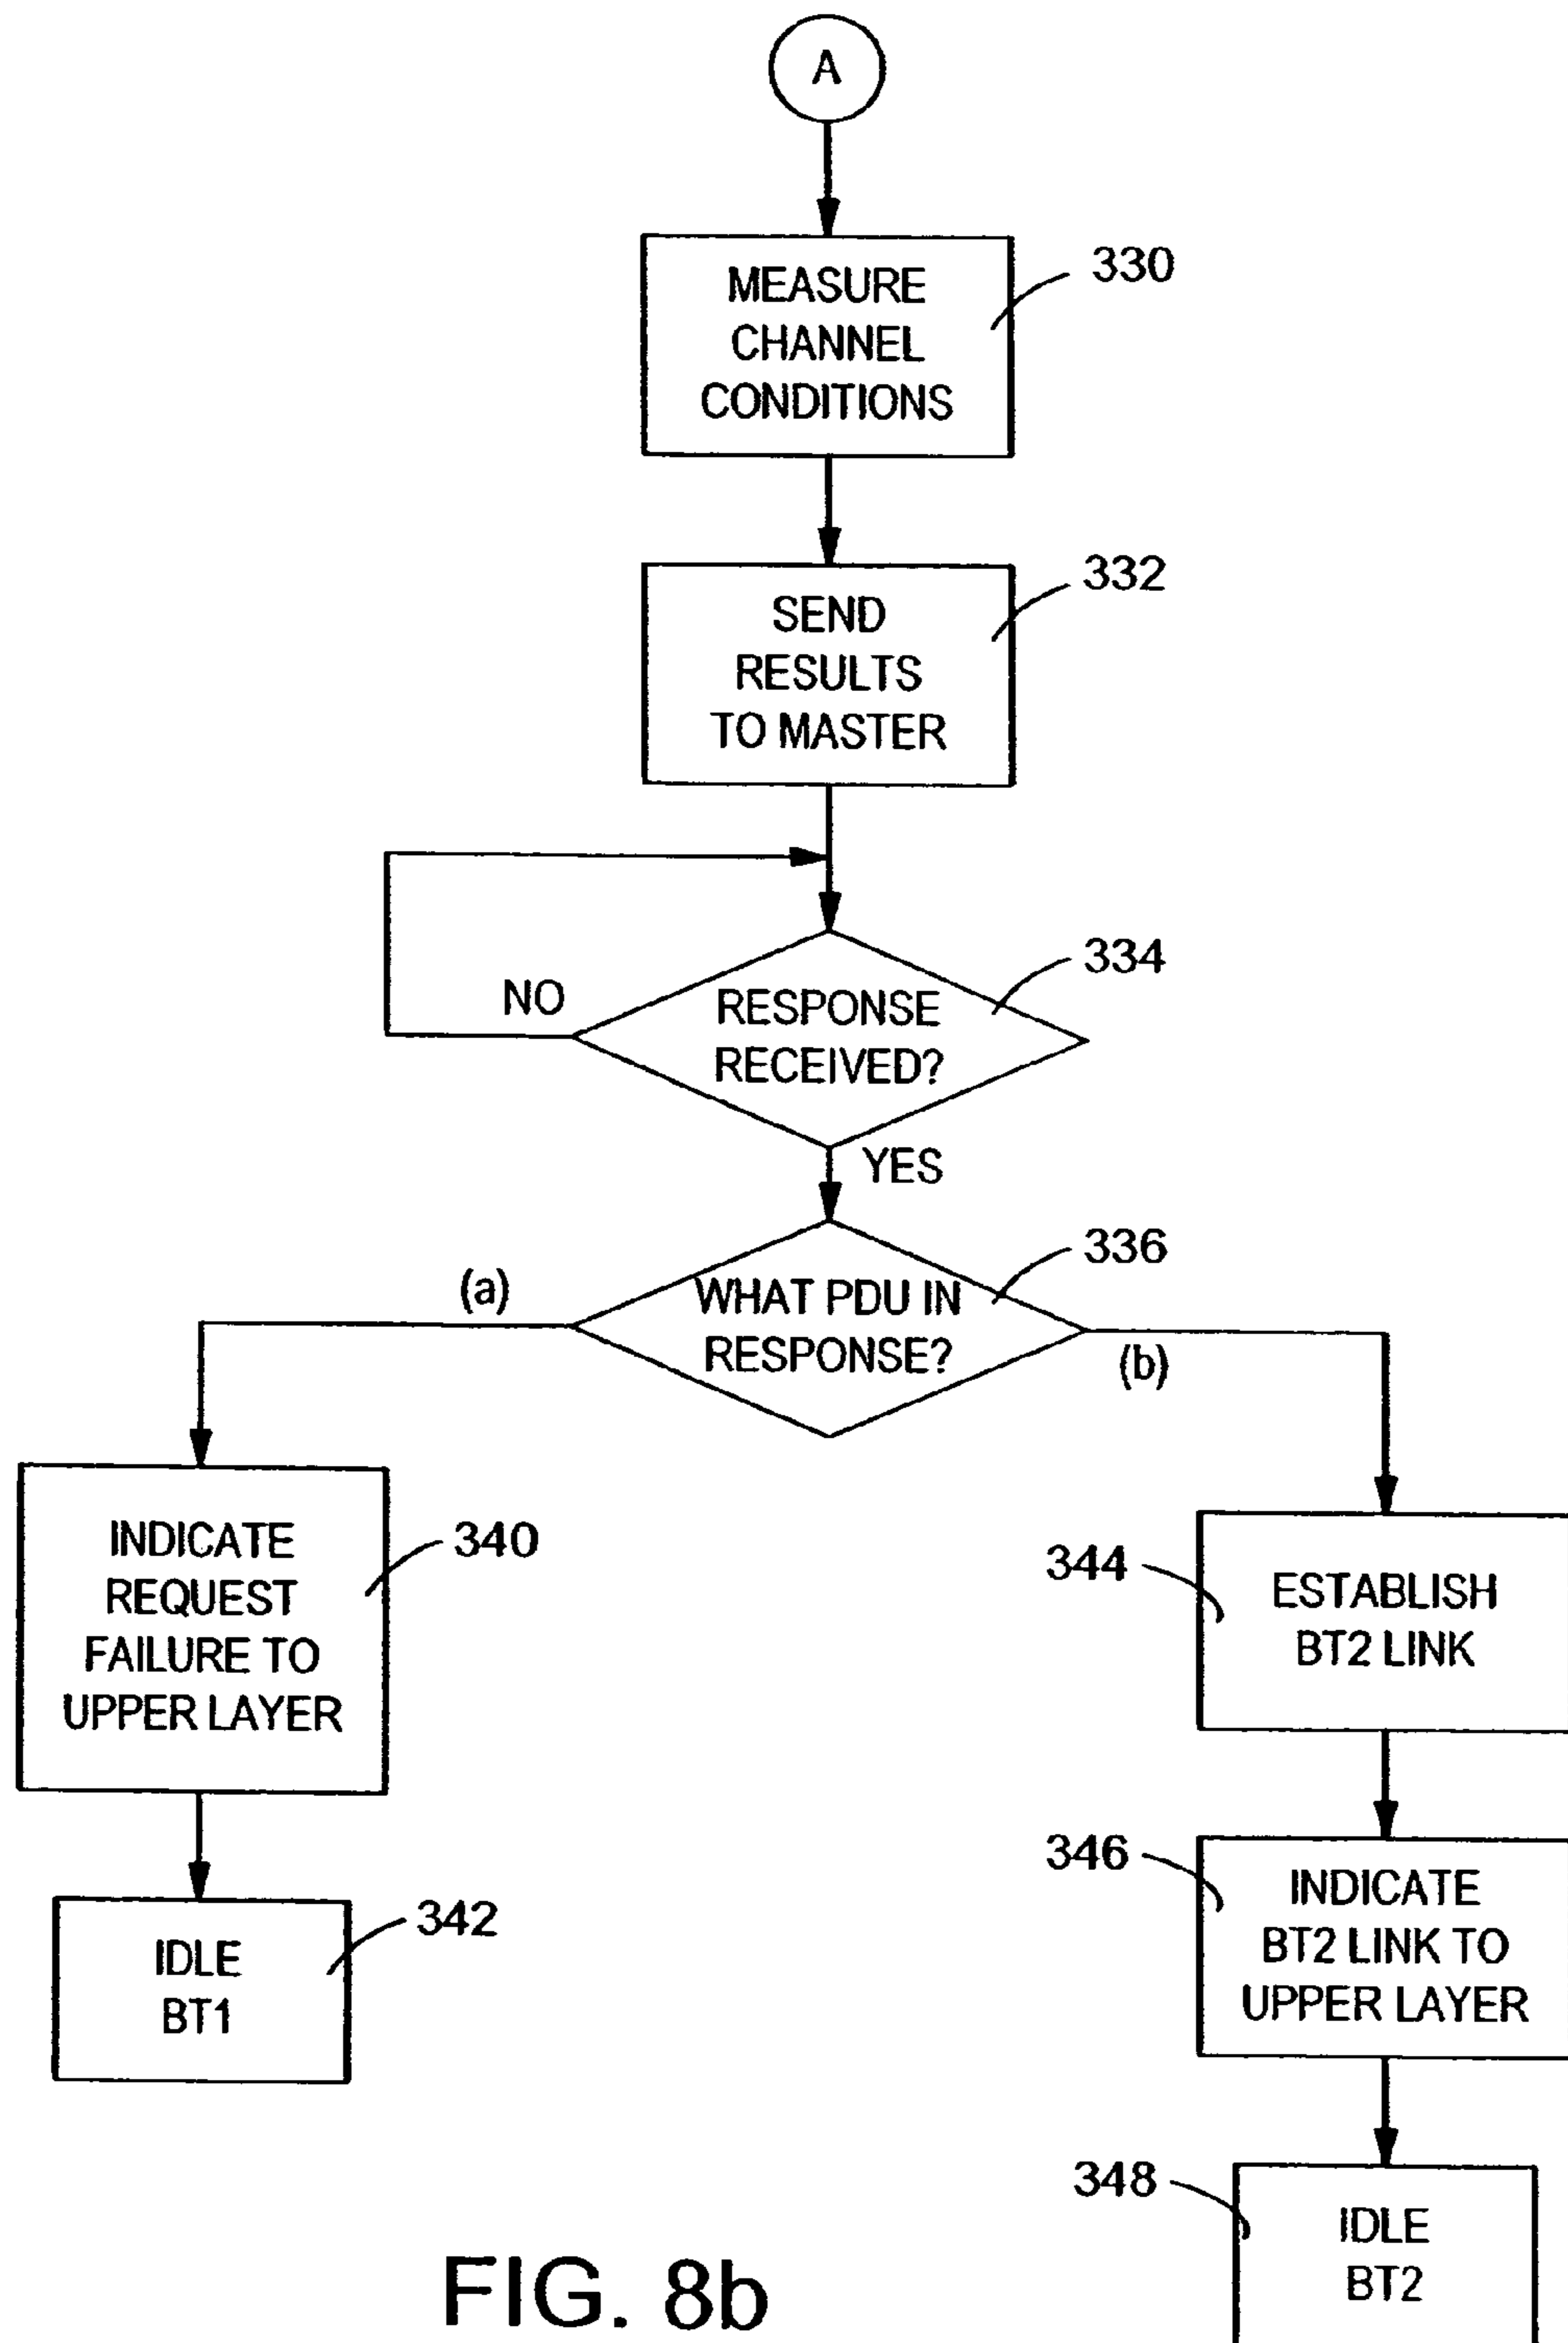 A
MEASURE
CHANNEL
CONDITIONS
330
SEND
RESULTS
TO MASTER
332
RESPONSE
RECEIVED?
334
NO
YES
WHAT PDU IN
RESPONSE?
336
(a)
(b)
INDICATE
REQUEST
FAILURE TO
UPPER LAYER
340
344
ESTABLISH
BT2 LINK
IDLE
BT1
342
346
INDICATE
BT2 LINK TO
UPPER LAYER
348
IDLE
BT2
FIG. 8b